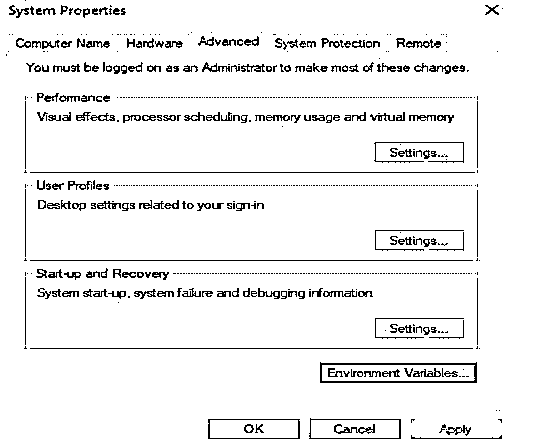 System Properties
Computer Name Hardware Advanced System Protection Remote
You must be logged on as an Administrator to make most of these changes.
Performance
Visual effects, processor scheduling, memory usage and virtual memory
Settings...
User Profiles
Desktop settings related to your sign-in
Settings...
Start-up and Recovery
System start-up, system failure and debugging information
Settings...
Environment Variables...
OK Cancel Apply